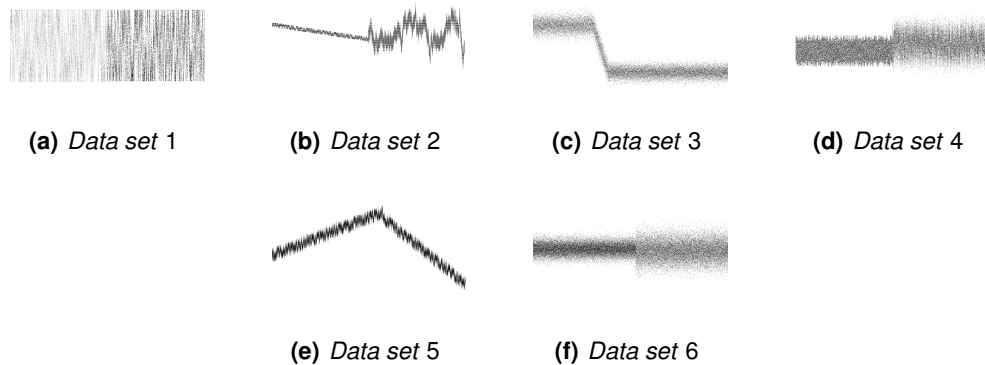 (a) Data set 1
(b) Data set 2
(c) Data set 3
(d) Data set 4
(e) Data set 5
(f) Data set 6